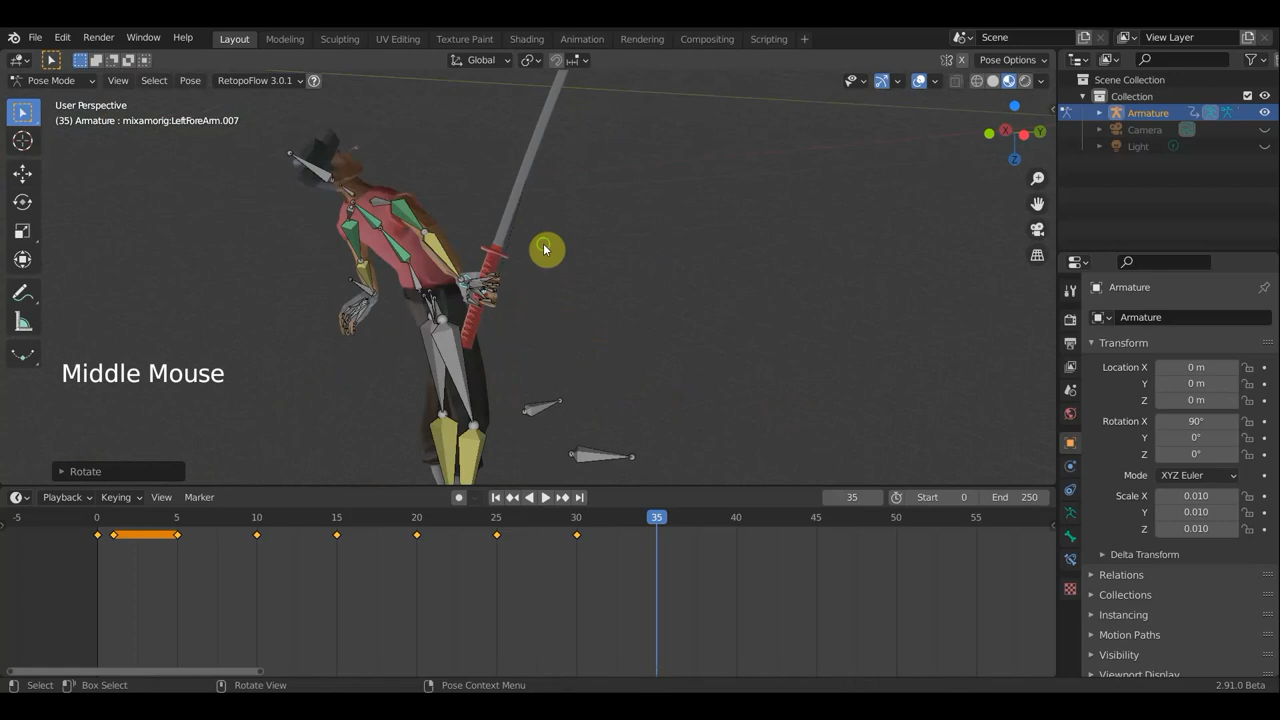 File Edit Render Window Help Layout Modeling Sculpting UV Editing Texture Paint Shading Animation Rendering Compositing Scripting + Scene View Layer
Global X Pose Options
Pose Mode View Select Pose RetopoFlow 3.0.1 ?
Scene Collection
Collection
Armature
Camera
Light
User Perspective
(35) Armature : mixamorig:LeftForeArm.007
X Y Z
Middle Mouse
Rotate
Armature
Armature
Transform
Location X 0 m
Y 0 m
Z 0 m
Rotation X 90°
Y 0°
Z 0°
Mode XYZ Euler
Scale X 0.010
Y 0.010
Z 0.010
Delta Transform
Relations
Collections
Instancing
Motion Paths
Visibility
Viewport Display
Playback Keying View Marker 35 Start 0 End 250
-5 0 5 10 15 20 25 30 35 40 45 50 55
Select Box Select Rotate View Pose Context Menu 2.91.0 Beta